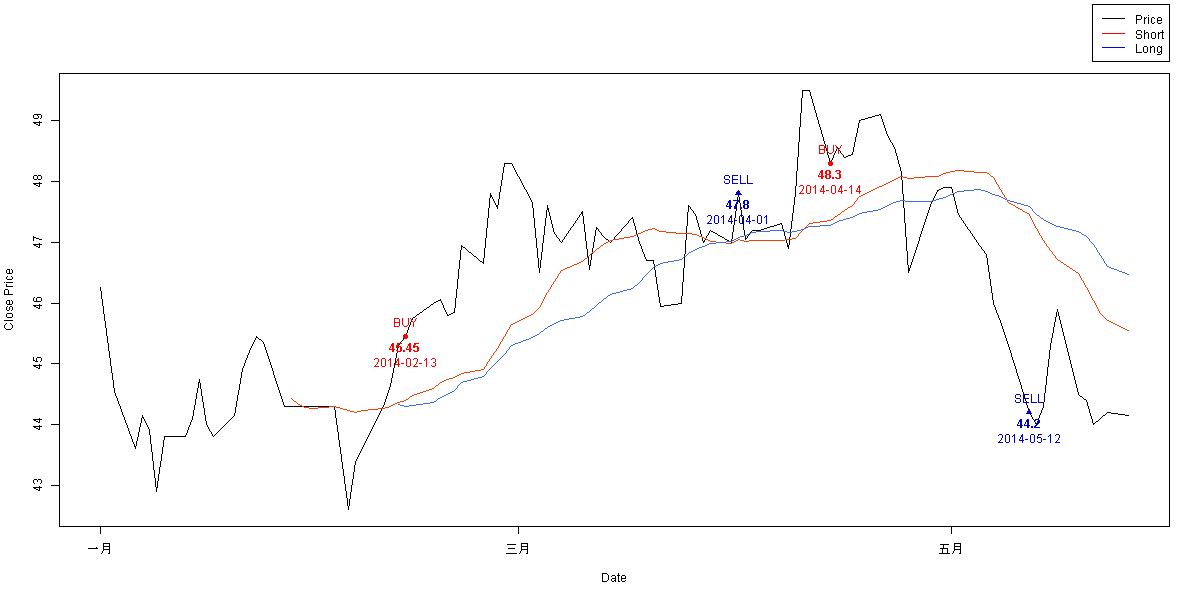 Price
Short
Long
Close Price
49
48
47
46
45
44
43
BUY
45.45
2014-02-13
SELL
47.8
2014-04-01
BUY
48.3
2014-04-14
SELL
44.2
2014-05-12
一月
三月
五月
Date